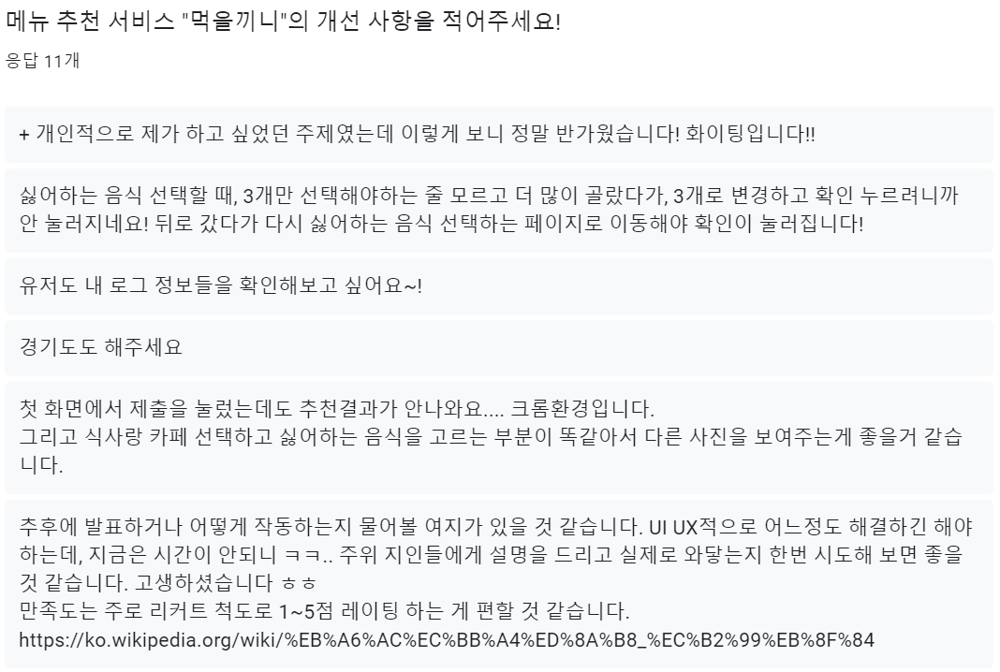 메뉴 추천 서비스 "먹을끼니"의 개선 사항을 적어주세요!
응답 11개
+ 개인적으로 제가 하고 싶었던 주제였는데 이렇게 보니 정말 반가웠습니다! 화이팅입니다!!
싫어하는 음식 선택할 때, 3개만 선택해야하는 줄 모르고 더 많이 골랐다가, 3개로 변경하고 확인 누르려니까
안 눌러지네요! 뒤로 갔다가 다시 싫어하는 음식 선택하는 페이지로 이동해야 확인이 눌러집니다!
유저도 내 로그 정보들을 확인해보고 싶어요~!
경기도도 해주세요
첫 화면에서 제출을 눌렀는데도 추천결과가 안나와요.... 크롬환경입니다.
그리고 식사랑 카페 선택하고 싫어하는 음식을 고르는 부분이 똑같아서 다른 사진을 보여주는게 좋을거 같습
니다.
추후에 발표하거나 어떻게 작동하는지 물어볼 여지가 있을 것 같습니다. UI UX적으로 어느정도 해결하긴 해야
하는데, 지금은 시간이 안되니 ㅋㅋ.. 주위 지인들에게 설명을 드리고 실제로 와닿는지 한번 시도해 보면 좋을
것 같습니다. 고생하셨습니다 ㅎㅎ
만족도는 주로 리커트 척도로 1~5점 레이팅 하는 게 편할 것 같습니다.
https://ko.wikipedia.org/wiki/%EB%A6%AC%EC%BB%A4%ED%8A%B8_%EC%B2%99%EB%8F%84